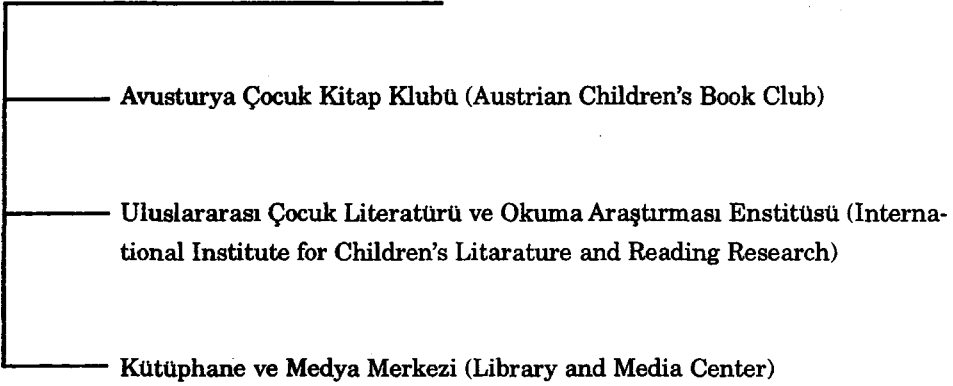 Avusturya Çocuk Kitap Klubü (Austrian Children's Book Club)
Uluslararası Çocuk Literatürü ve Okuma Araştırması Enstitüsü (Interna-
tional Institute for Children's Litarature and Reading Research)
Kütüphane ve Medya Merkezi (Library and Media Center)